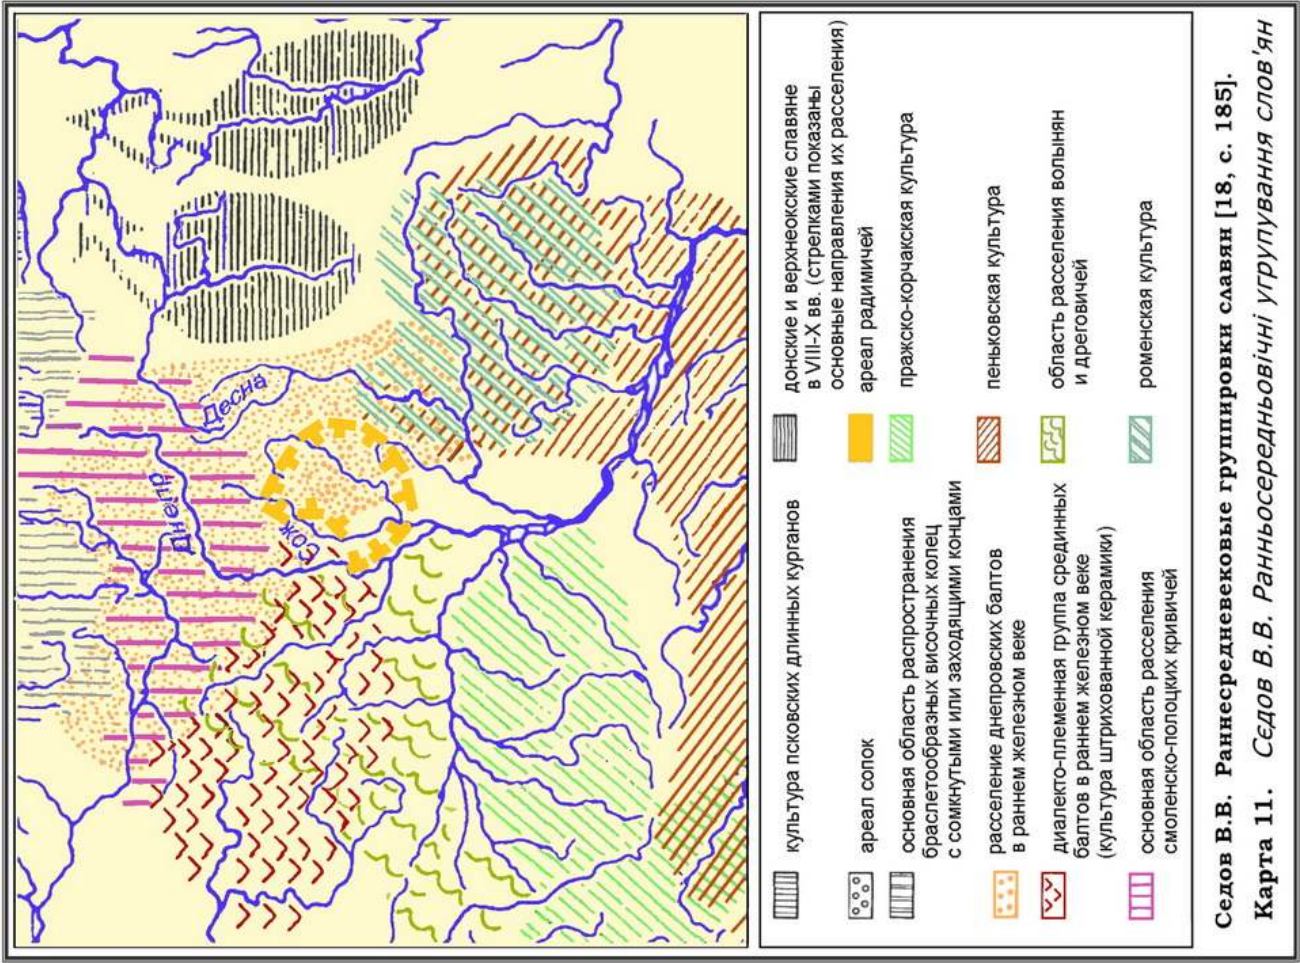 Десна
Днепр
Сож
культура псковских длинных курганов
ареал сопок
основная область распространения
браслетообразных височных колец
с сомкнутыми или заходящими концами
расселение днепровских балтов
в раннем железном веке
диалекто-племенная группа срединных
балтов в раннем железном веке
(культура штрихованной керамики)
основная область расселения
смоленско-полоцких кривичей
донские и верхнеокские славяне
в VIII-X вв. (стрелками показаны
основные направления их расселения)
ареал радимичей
пражско-корчакская культура
пеньковская культура
область расселения волынян
и дреговичей
роменская культура
Седов В.В. Раннесредневековые группировки славян [18, с. 185].
Карта 11. Сєдов В.В. Ранньосередньовічні угрупування слов'ян